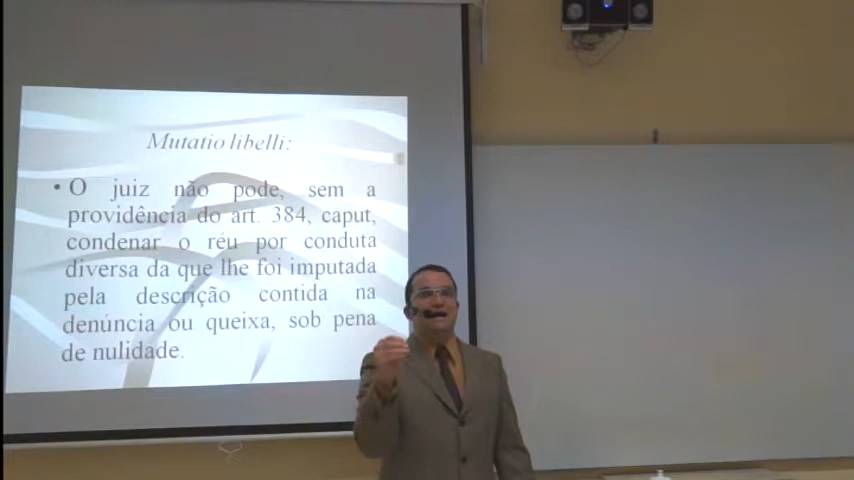 Mutatio libelli:
• O juiz não pode, sem a
providência do art. 384, caput,
condenar o réu por conduta
diversa da que lhe foi imputada
pela descrição contida na
denúncia ou queixa, sob pena
de nulidade.